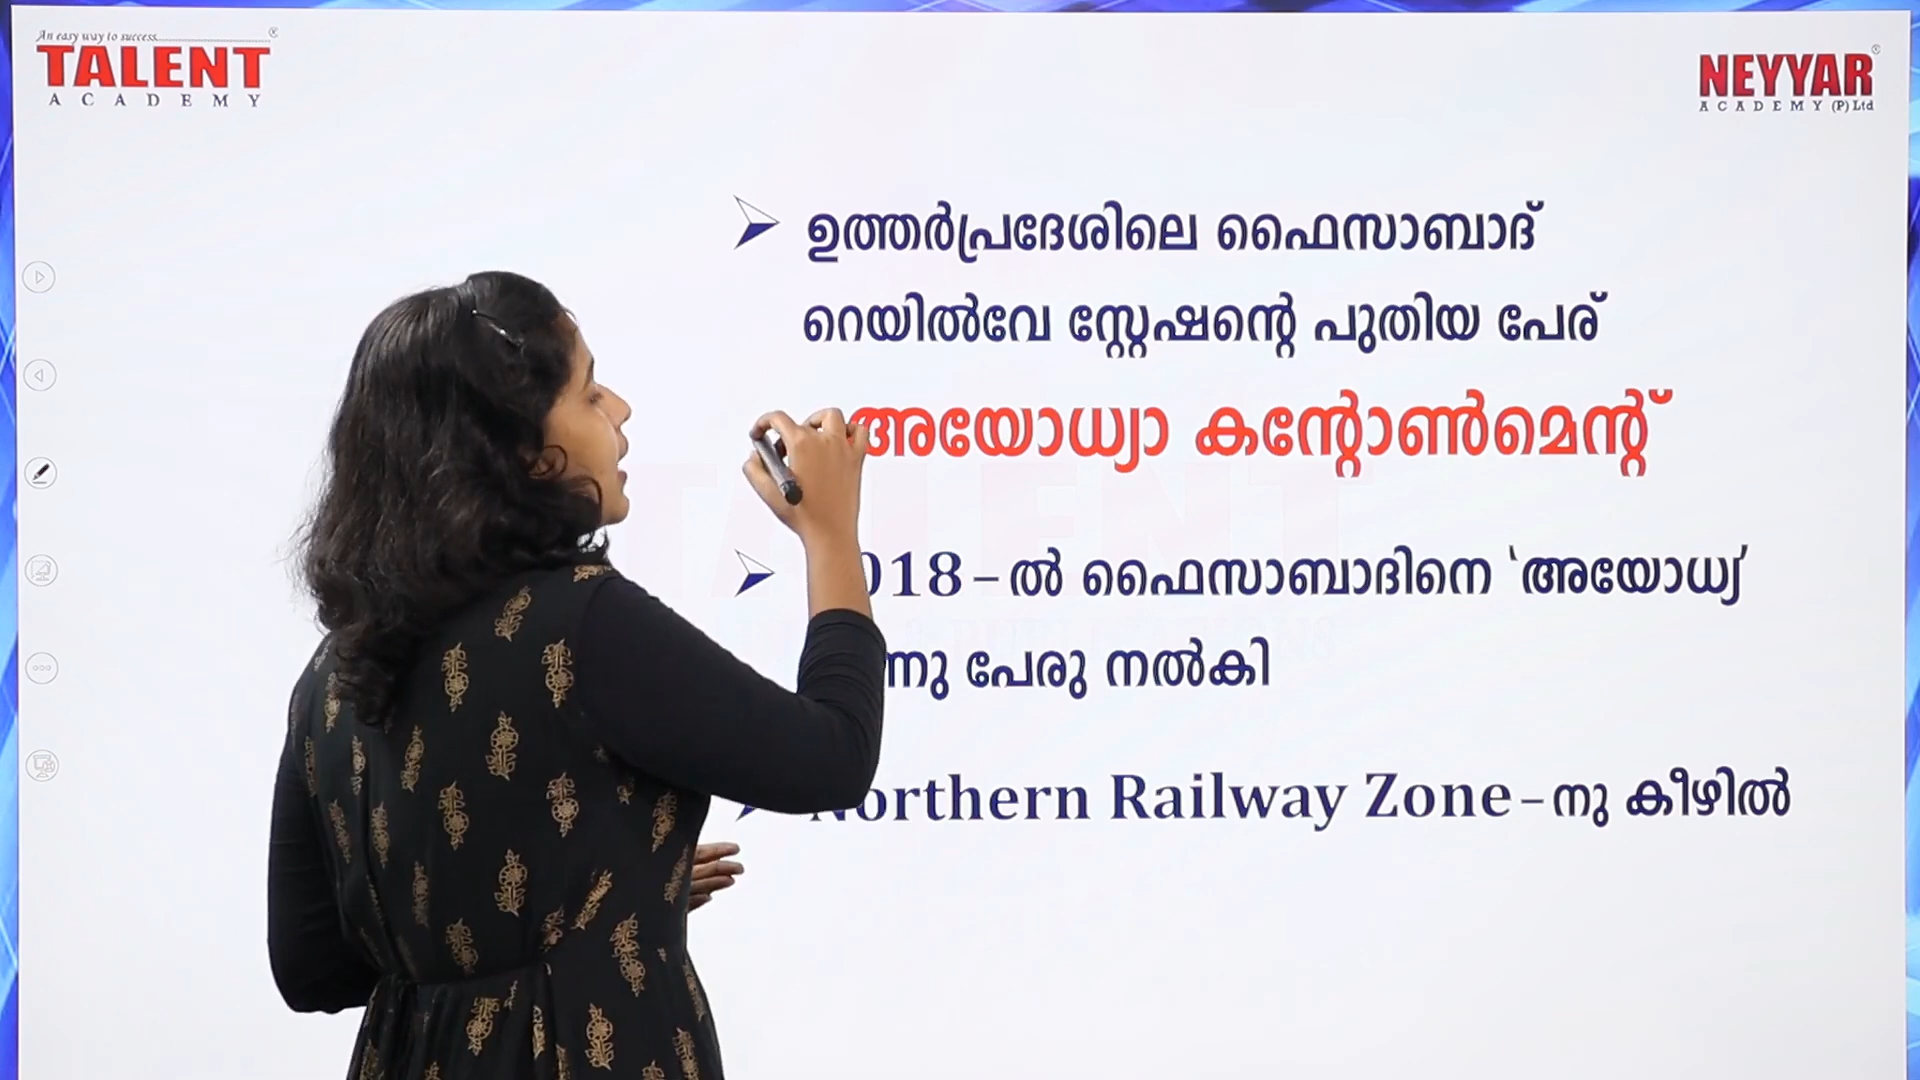 An easy way to success
TALENT
ACADEMY
NEYYAR
ACADEMY (P) Ltd
ഉത്തർപ്രദേശിലെ ഫൈസാബാദ്
റെയിൽവേ സ്റ്റേഷന്റെ പുതിയ പേര്
അയോധ്യാ കന്റോൺമെന്റ്
018-ൽ ഫൈസാബാദിനെ 'അയോധ്യ'
ന്നു പേരു നൽകി
Northern Railway Zone-നു കീഴിൽ